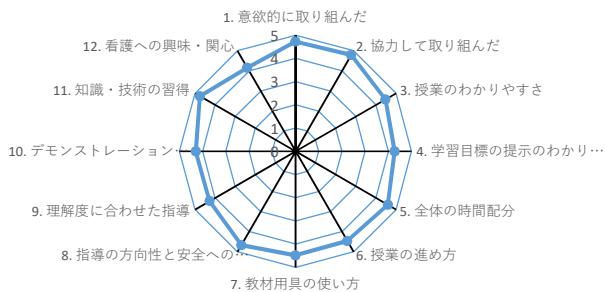 1. 意欲的に取り組んだ
2. 協力して取り組んだ
3. 授業のわかりやすさ
4. 学習目標の提示のわかり…
5. 全体の時間配分
6. 授業の進め方
7. 教材用具の使い方
8. 指導の方向性と安全への…
9. 理解度に合わせた指導
10. デモンストレーション
11. 知識・技術の習得
12. 看護への興味・関心
5
4
3
2
1
0